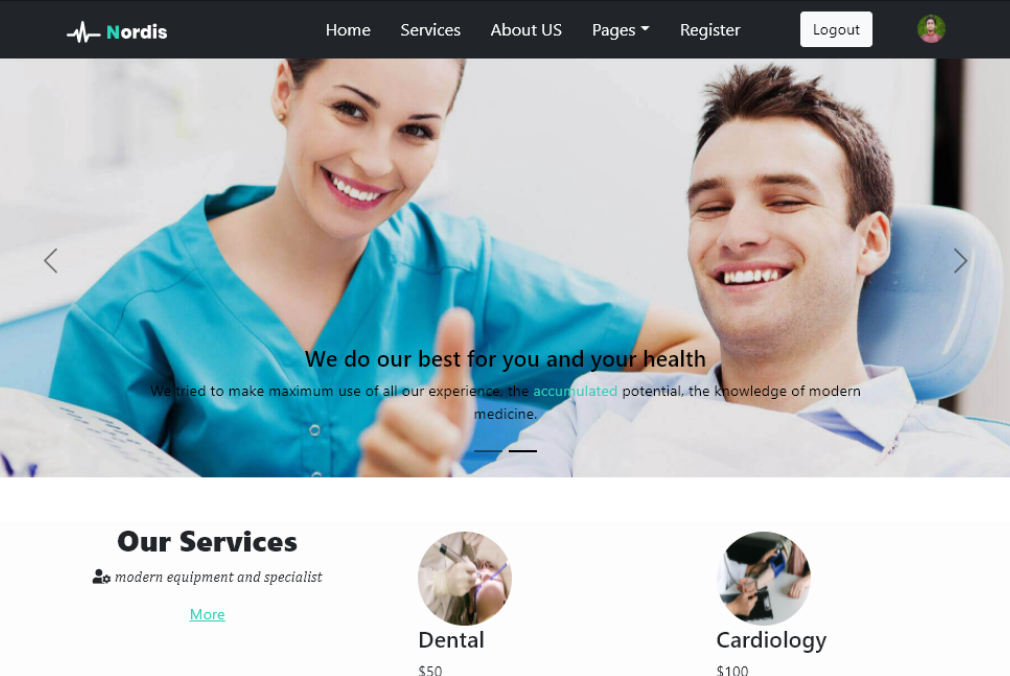 Nordis
Home Services About US Pages Register Logout
We do our best for you and your health
We tried to make maximum use of all our experience, the accumulated potential, the knowledge of modern
medicine.
Our Services
modern equipment and specialist
More
Dental
$50
Cardiology
$100